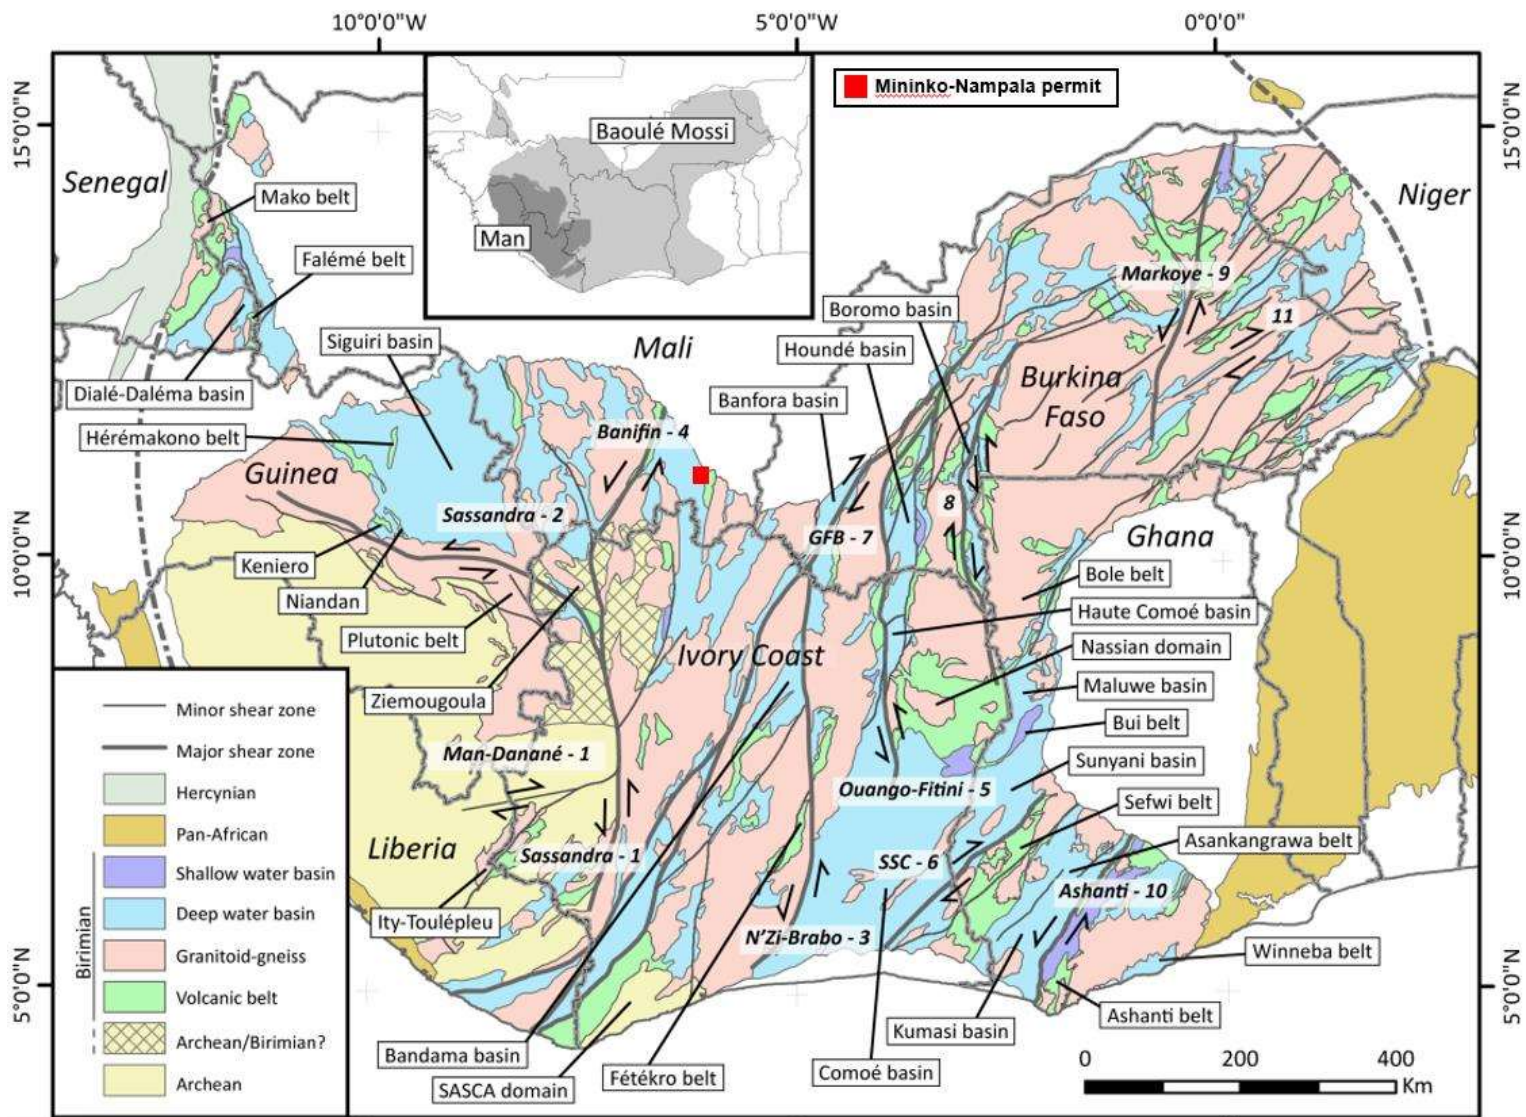 10°0'0"W
5°0'0"W
0°0'0"
15°0'0"N
15°0'0"N
Mininko-Nampala permit
Baoulé Mossi
Man
Senegal
Mako belt
Niger
Falémé belt
Markoye - 9
Boromo basin
11
Siguiri basin
Mali
Houndé basin
Dialé-Daléma basin
Burkina
Faso
Banfora basin
Hérémakono belt
Banifin - 4
Guinea
8
Sassandra - 2
GFB - 7
Ghana
10°0'0"N
10°0'0"N
Keniero
Bole belt
Niandan
Haute Comoé basin
Plutonic belt
Nassian domain
Ivory Coast
Maluwe basin
Ziemougoula
Bui belt
Man-Danané - 1
Sunyani basin
Ouango-Fitini - 5
Sefwi belt
Liberia
Asankangrawa belt
Sassandra - 1
SSC - 6
Ashanti - 10
Ity-Toulépleu
N'Zi-Brabo - 3
Winneba belt
5°0'0"N
5°0'0"N
Ashanti belt
Kumasi basin
Bandama basin
Comoé basin
Fétékro belt
SASCA domain
0 200 400
Km
Minor shear zone
Major shear zone
Hercynian
Pan-African
Birimian
Shallow water basin
Deep water basin
Granitoid-gneiss
Volcanic belt
Archean/Birimian?
Archean